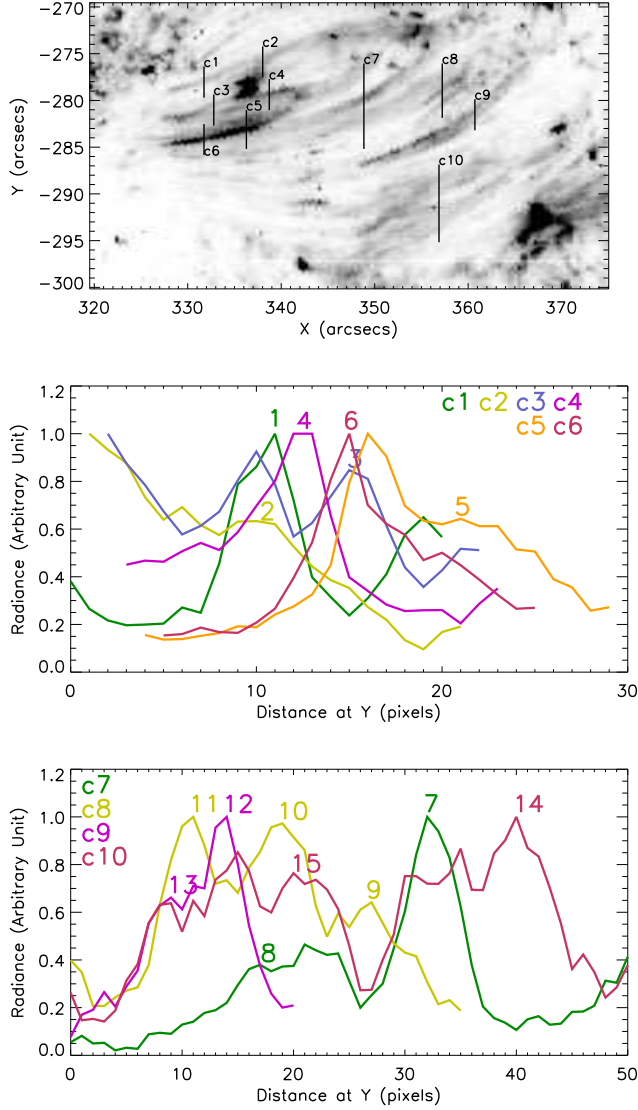 -270
-275
-280
-285
-290
-295
-300
Y (arcsecs)
c1
c2
c3
c4
c5
c6
c7
c8
c9
c10
320 330 340 350 360 370
X (arcsecs)
1.2
1.0
0.8
0.6
0.4
0.2
0.0
Radiance (Arbitrary Unit)
c1 c2 c3 c4
c5 c6
1 4 6
3
2 5
0 10 20 30
Distance at Y (pixels)
1.2
1.0
0.8
0.6
0.4
0.2
0.0
Radiance (Arbitrary Unit)
c7
c8
c9
c10
11 12 10 7 14
13 15 9
8
0 10 20 30 40 50
Distance at Y (pixels)